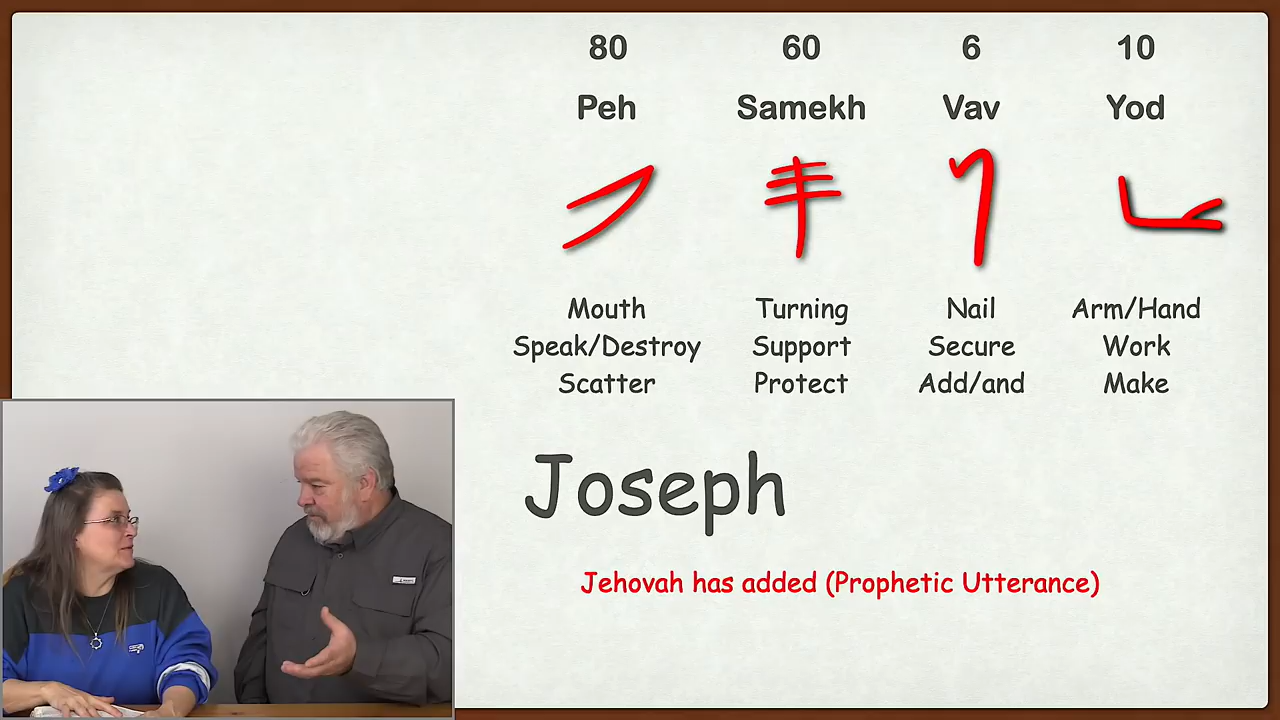 80 60 6 10
Peh Samekh Vav Yod
Mouth Turning Nail Arm/Hand
Speak/Destroy Support Secure Work
Scatter Protect Add/and Make
Joseph
Jehovah has added (Prophetic Utterance)